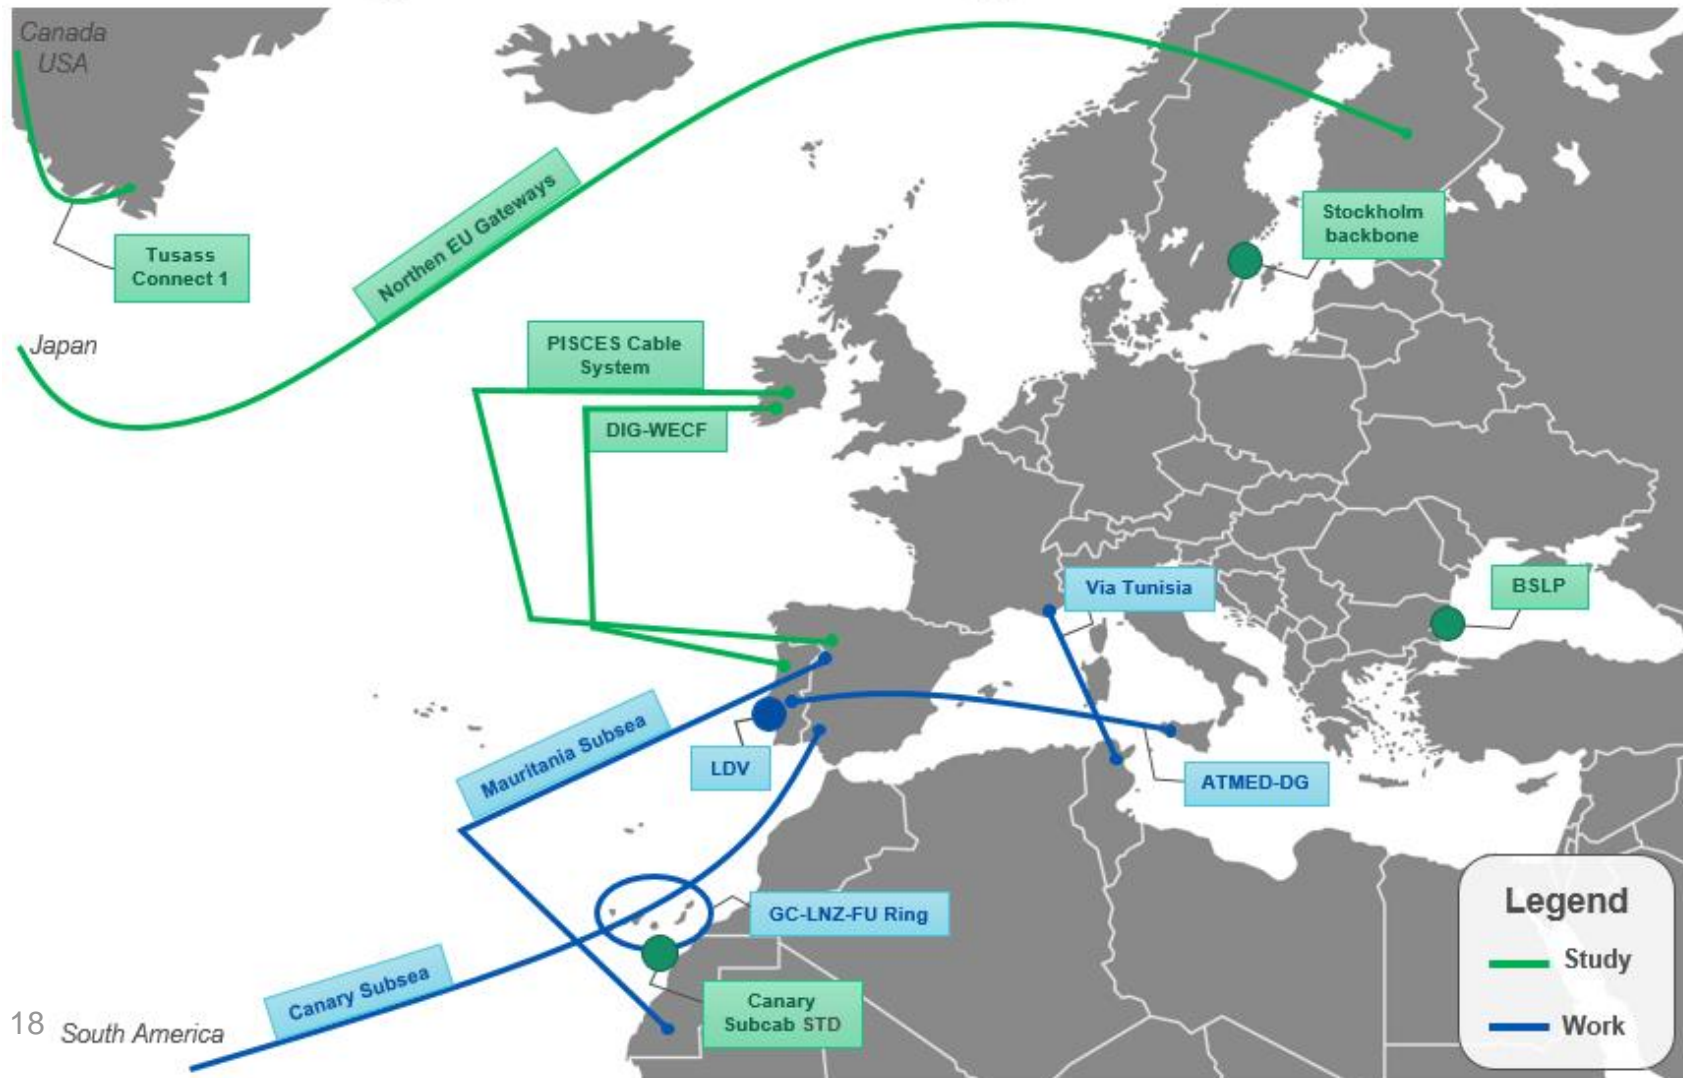 Canada
USA
Northen EU Gateways
Stockholm
backbone
Tusass
Connect 1
Japan
PISCES Cable
System
DIG-WECF
Via Tunisia
BSLP
Mauritania Subsea
LDV
ATMED-DG
GC-LNZ-FU Ring
Canary Subsea
Canary
Subcab STD
18
South America
Legend
Study
Work